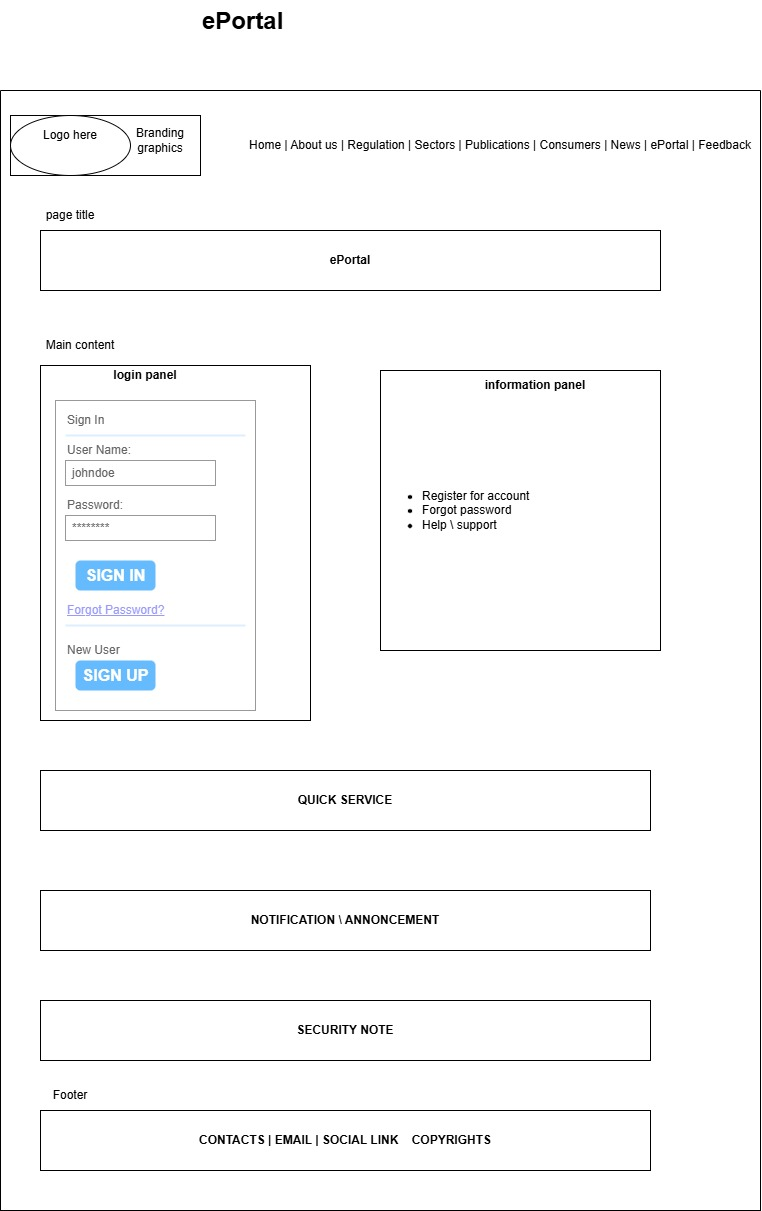 ePortal
Logo here
Branding
graphics
Home | About us | Regulation | Sectors | Publications | Consumers | News | ePortal | Feedback
page title
ePortal
Main content
login panel
Sign In
User Name:
johndoe
Password:
********
SIGN IN
Forgot Password?
New User
SIGN UP
information panel
• Register for account
• Forgot password
• Help \ support
QUICK SERVICE
NOTIFICATION \ ANNONCEMENT
SECURITY NOTE
Footer
CONTACTS | EMAIL | SOCIAL LINK    COPYRIGHTS